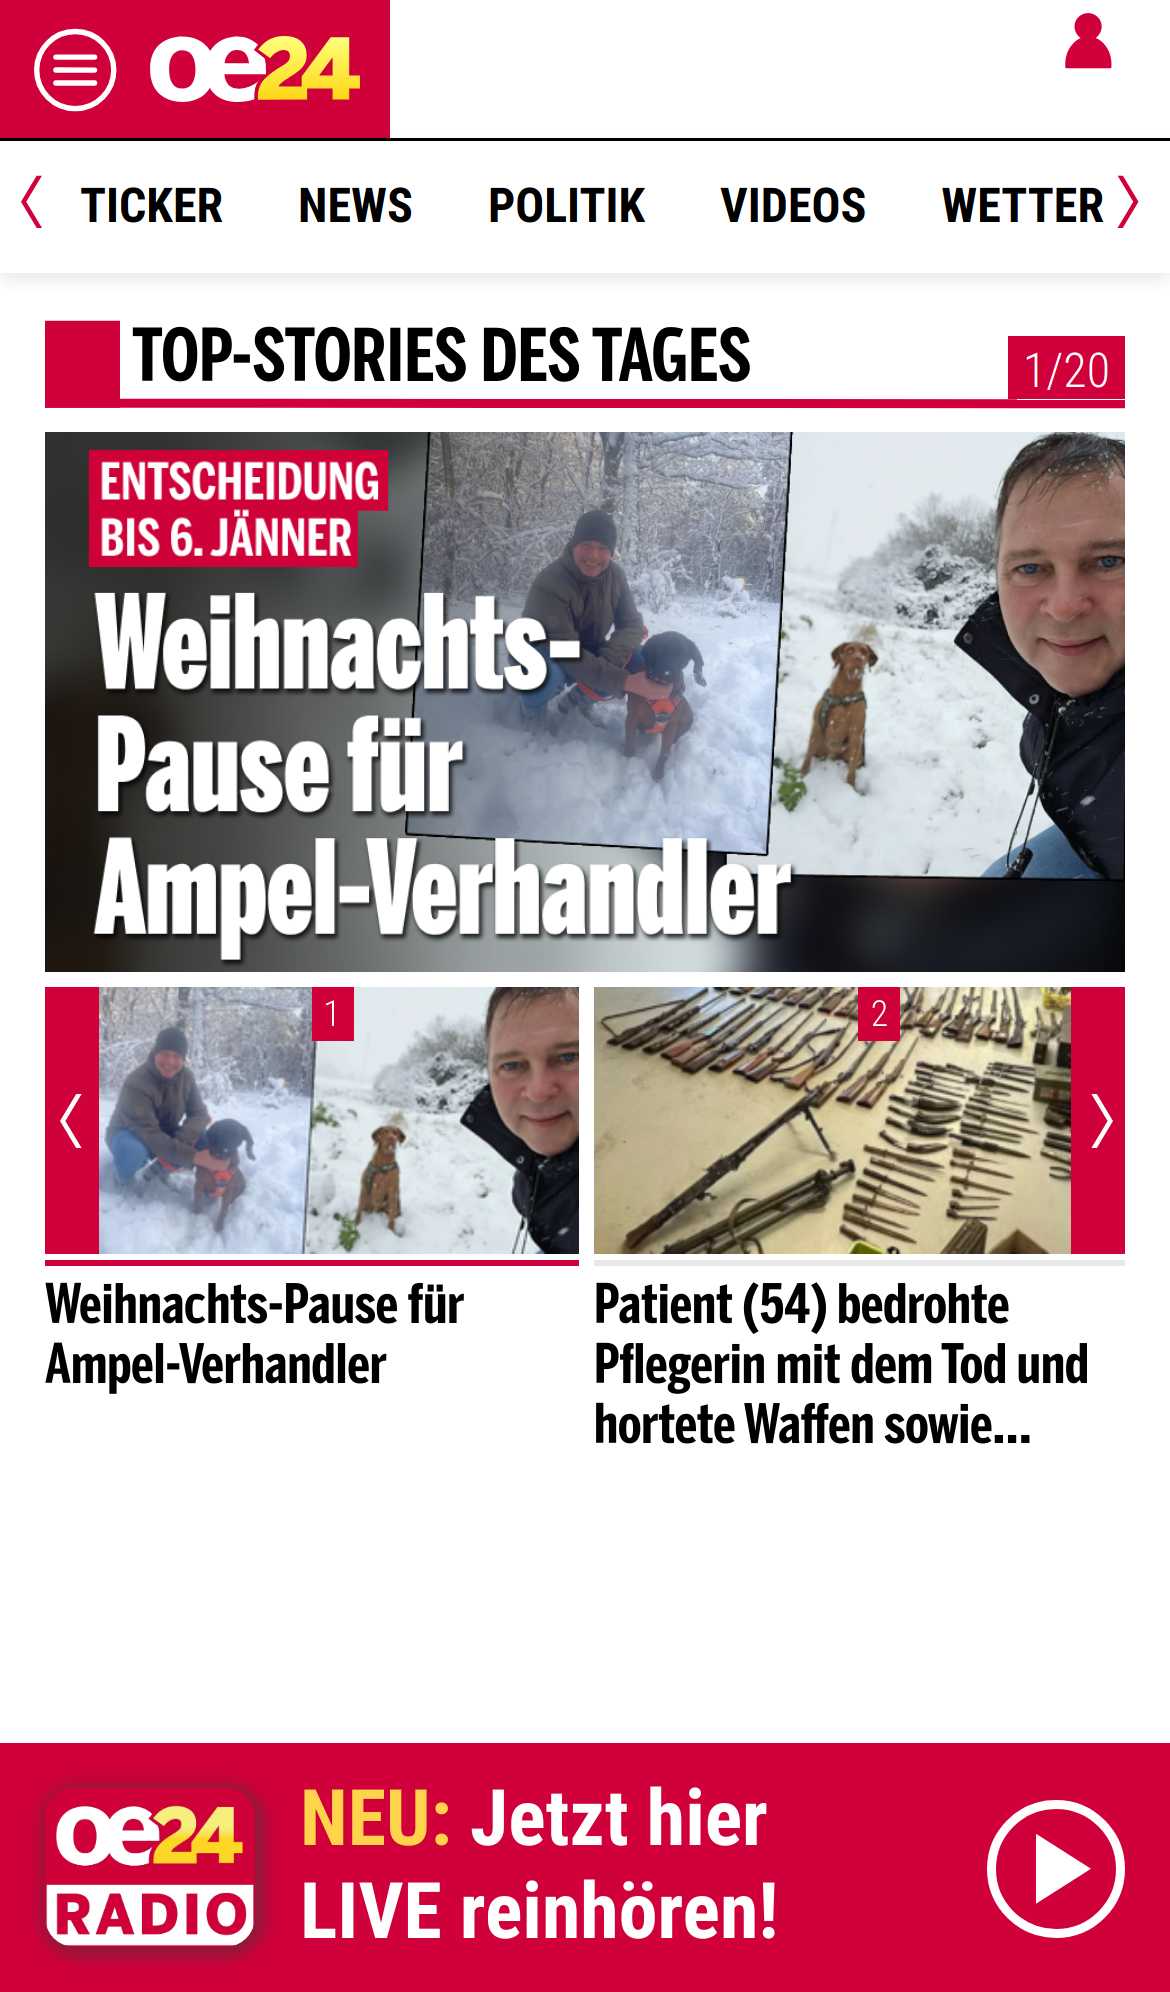 oe24
TICKER NEWS POLITIK VIDEOS WETTER
TOP-STORIES DES TAGES
1/20
ENTSCHEIDUNG
BIS 6. JÄNNER
Weihnachts-
Pause für
Ampel-Verhandler
1
2
Weihnachts-Pause für
Ampel-Verhandler
Patient (54) bedrohte
Pflegerin mit dem Tod und
hortete Waffen sowie...
oe24
RADIO
NEU: Jetzt hier
LIVE reinhören!